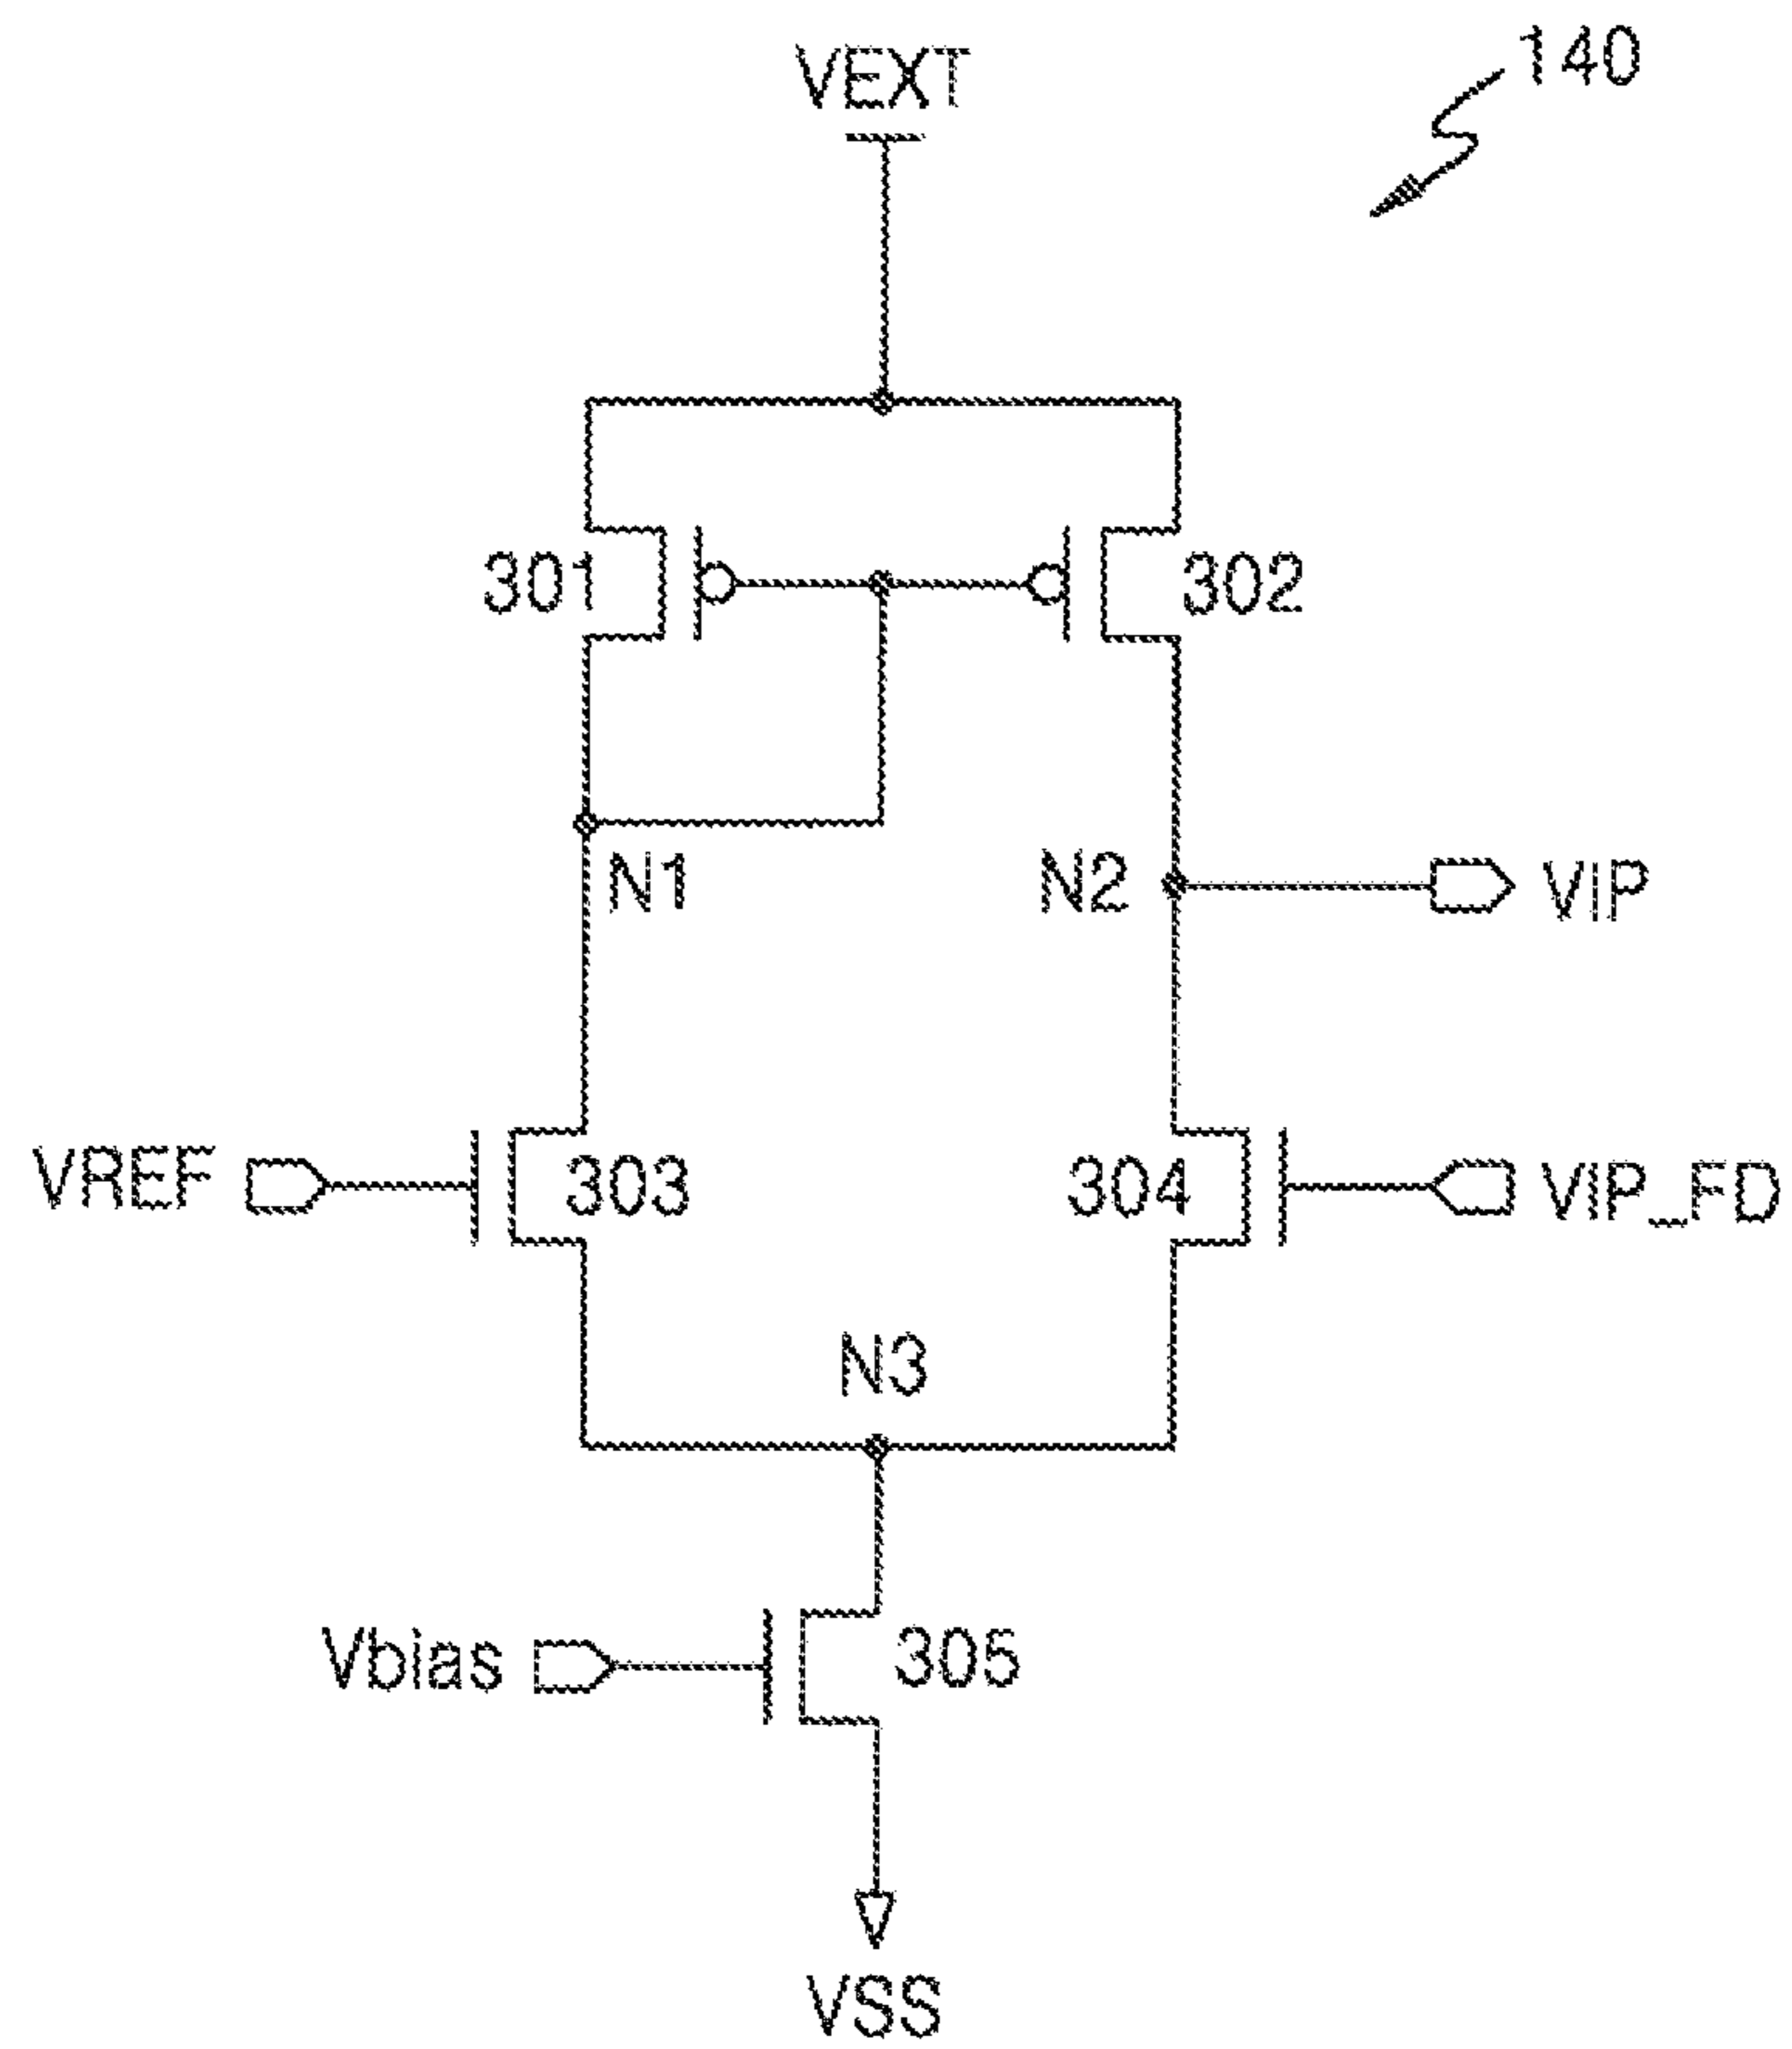 140
VEXT
301
302
N1
N2
VIP
VREF
303
304
VIP_FD
N3
Vbias
305
VSS